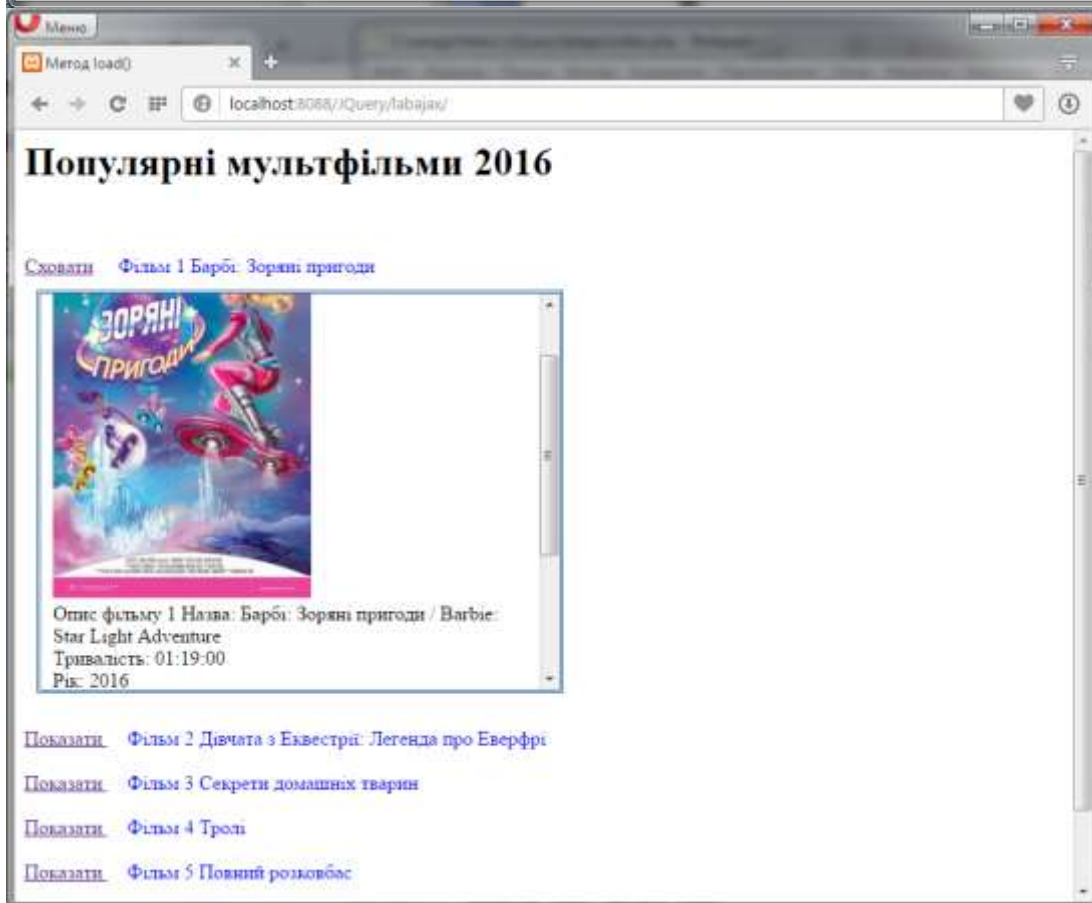 Меню
Метод load()
localhost:8088/JQuery/labajax/
Популярні мультфільми 2016
Сховати Фільм 1 Барбі: Зоряні пригоди
ЗОРЯНІ
ПРИГОДИ
Опис фільму 1 Назва: Барбі: Зоряні пригоди / Barbie:
Star Light Adventure
Тривалість: 01:19:00
Рік: 2016
Показати Фільм 2 Дівчата з Еквестрії: Легенда про Еверфрі
Показати Фільм 3 Секрети домашніх тварин
Показати Фільм 4 Тролі
Показати Фільм 5 Повний розковбас